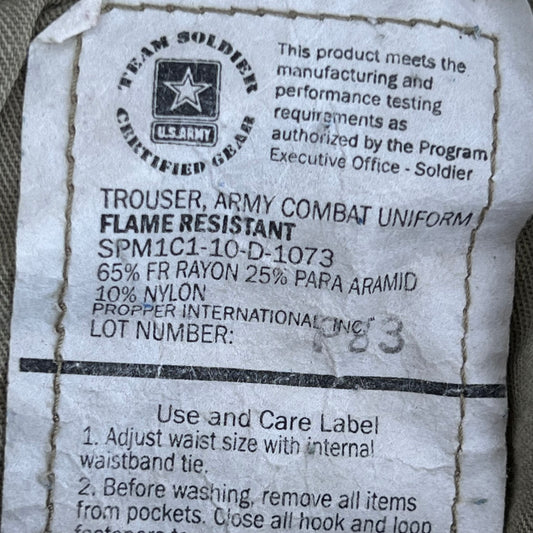 TEAM SOLDIER
U.S. ARMY
CERTIFIED GEAR
This product meets the
manufacturing and
performance testing
requirements as
authorized by the Program
Executive Office - Soldier
TROUSER, ARMY COMBAT UNIFORM,
FLAME RESISTANT
SPM1C1-10-D-1073
65% FR RAYON 25% PARA ARAMID
10% NYLON
PROPPER INTERNATIONAL, INC.
LOT NUMBER: P83
Use and Care Label
1. Adjust waist size with internal
waistband tie.
2. Before washing, remove all items
from pockets. Close all hook and loop